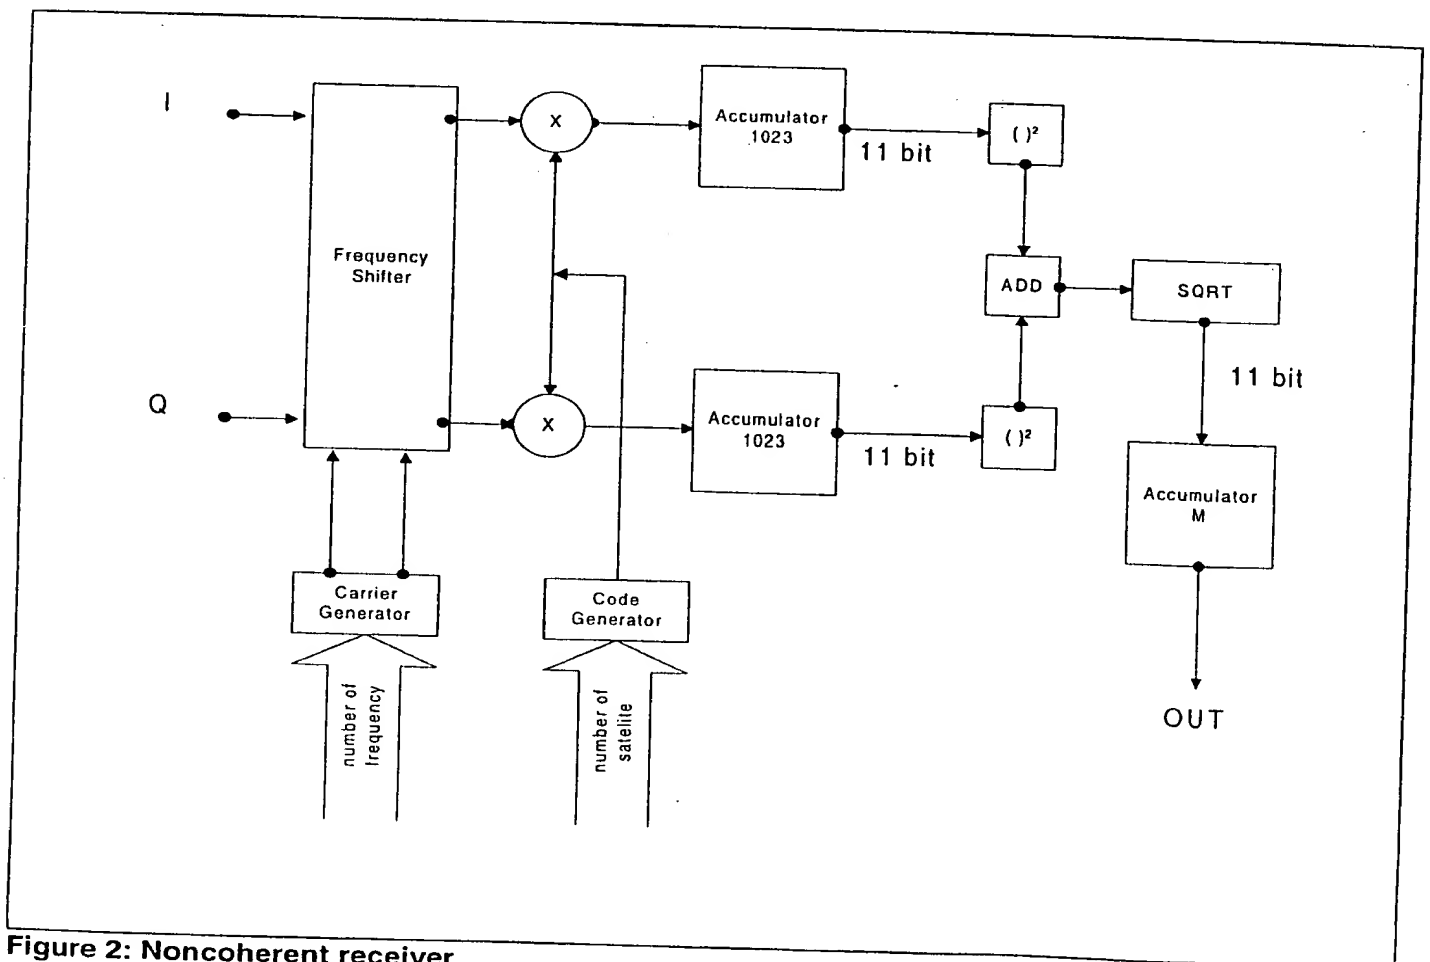 I
Accumulator
1023
11 bit
( )²
X
Frequency
Shifter
ADD
SQRT
11 bit
Q
X
Accumulator
1023
11 bit
( )²
Accumulator
M
Carrier
Generator
Code
Generator
number of
frequency
number of
satelite
OUT
Figure 2: Noncoherent receiver